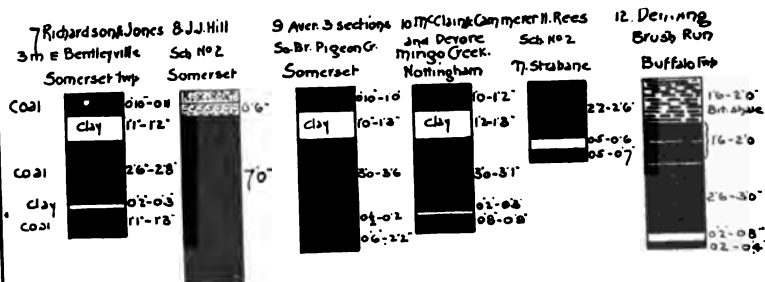 7 Richardson & Jones
3m E Bentleyville
Somerset Twp
Coal
0'10"-0'11
Clay
1'1"-1'2"
Coal
2'6"-2'8"
Clay
0'2"-0'3"
Coal
1'1"-1'3"
8 J.J. Hill
Sch No 2
Somerset
0'6"
7'0"
9 Aver. 3 sections
So. Br. Pigeon Cr.
Somerset
0'10"-1'0"
Clay
1'0"-1'3"
3'0-3'6
0'6"-2'2"
10 McClain & Cammerer
and Devore
Mingo Creek.
Nottingham
1'0-1'2"
Clay
1'2-1'3"
3'0-3'1"
0'2"-0'3"
0'8"-0'8"
11. Rees
Sch No 2
N. Strabane
2'2-2'6"
0'5-0'6
0'5-0'7
12.
Brush Run
Buffalo Twp
1'6-2'0"
Bit. shale
1'6-2'0
2'6-3'0"
0'2-0'8"
0'2-0'4"